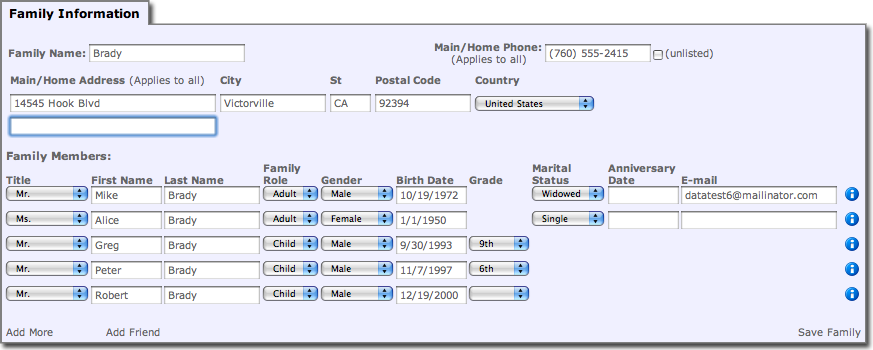 Family Information
Family Name: Brady Main/Home Phone: (760) 555-2415 (unlisted)
(Applies to all)
Main/Home Address (Applies to all) City St Postal Code Country
14545 Hook Blvd Victorville CA 92394 United States
Family Members:
Title First Name Last Name Family Role Gender Birth Date Grade Marital Status Anniversary Date E-mail
Mr. Mike Brady Adult Male 10/19/1972 Widowed datatest6@mailinator.com
Ms. Alice Brady Adult Female 1/1/1950 Single
Mr. Greg Brady Child Male 9/30/1993 9th
Mr. Peter Brady Child Male 11/7/1997 6th
Mr. Robert Brady Child Male 12/19/2000
Add More Add Friend Save Family